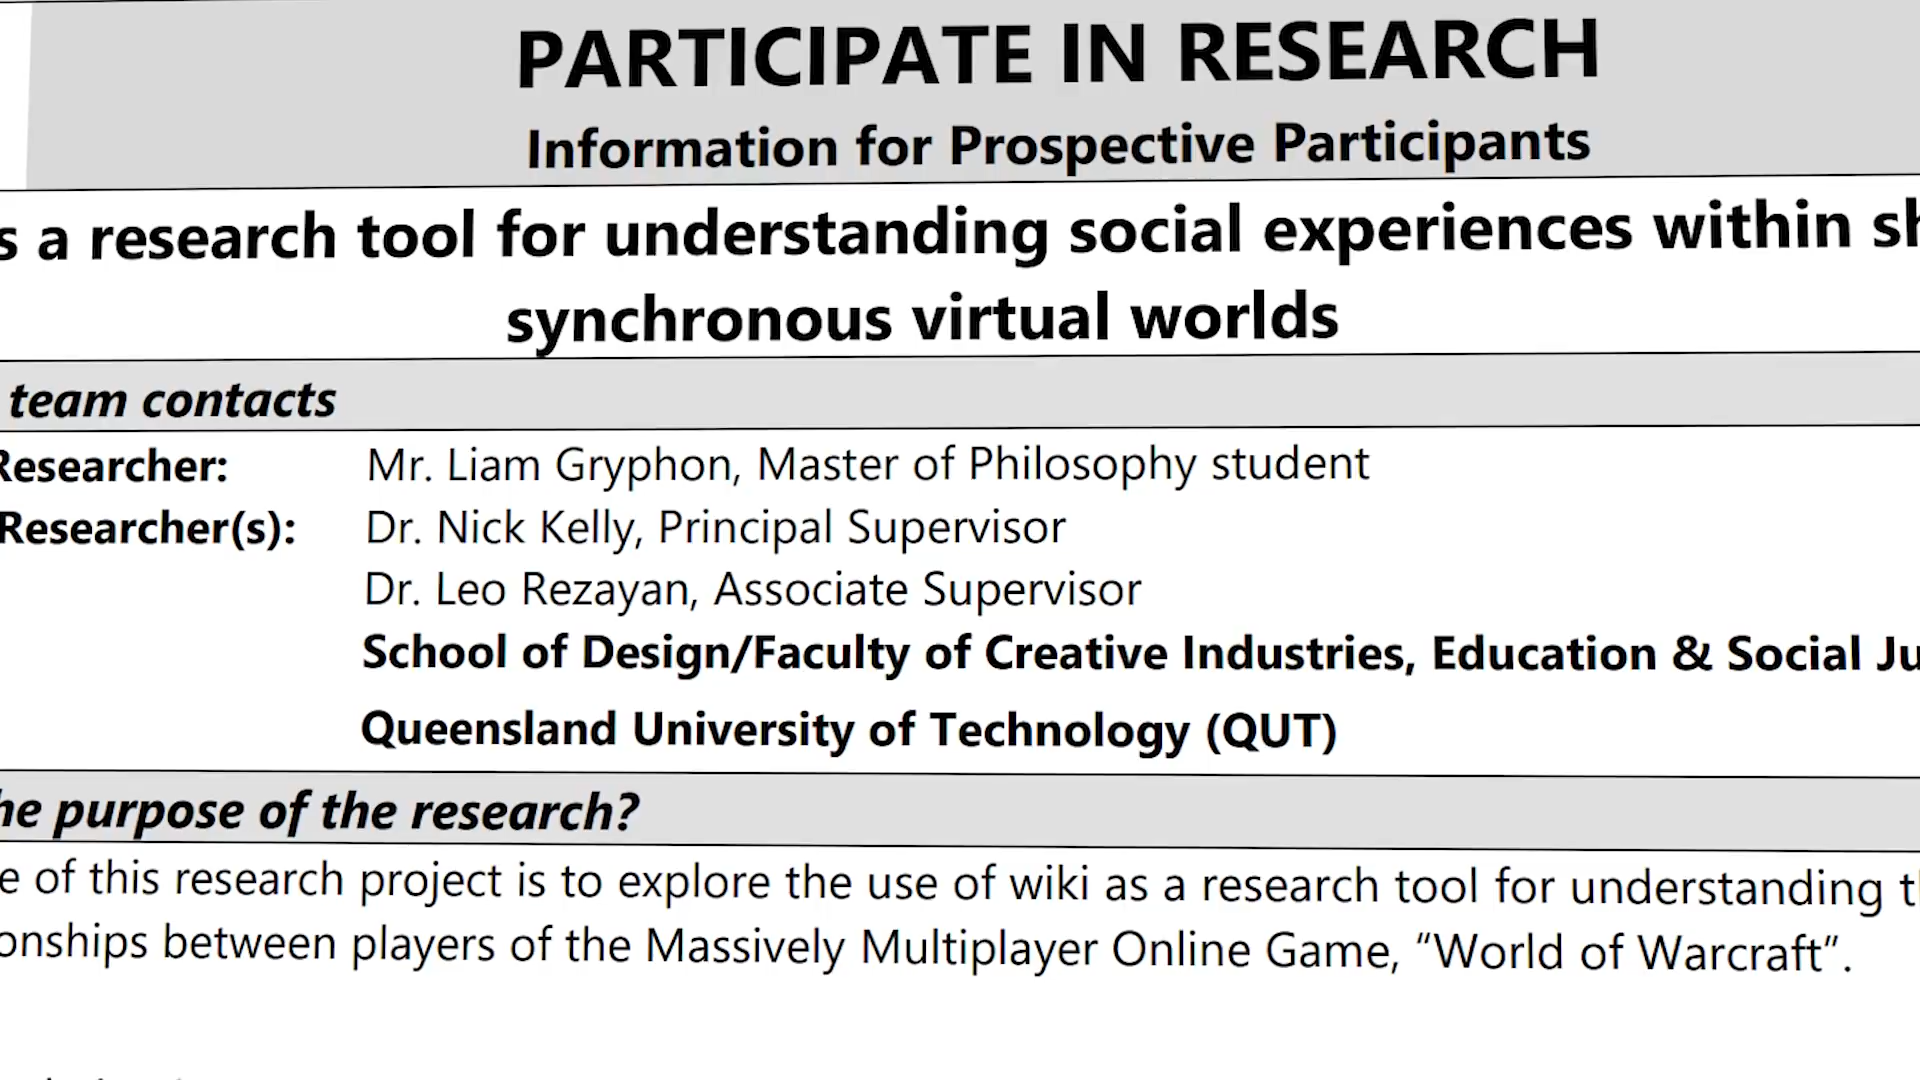 PARTICIPATE IN RESEARCH
Information for Prospective Participants
s a research tool for understanding social experiences within sh
synchronous virtual worlds
team contacts
Researcher: Mr. Liam Gryphon, Master of Philosophy student
Researcher(s): Dr. Nick Kelly, Principal Supervisor
Dr. Leo Rezayan, Associate Supervisor
School of Design/Faculty of Creative Industries, Education & Social Ju
Queensland University of Technology (QUT)
he purpose of the research?
e of this research project is to explore the use of wiki as a research tool for understanding t
onships between players of the Massively Multiplayer Online Game, “World of Warcraft”.